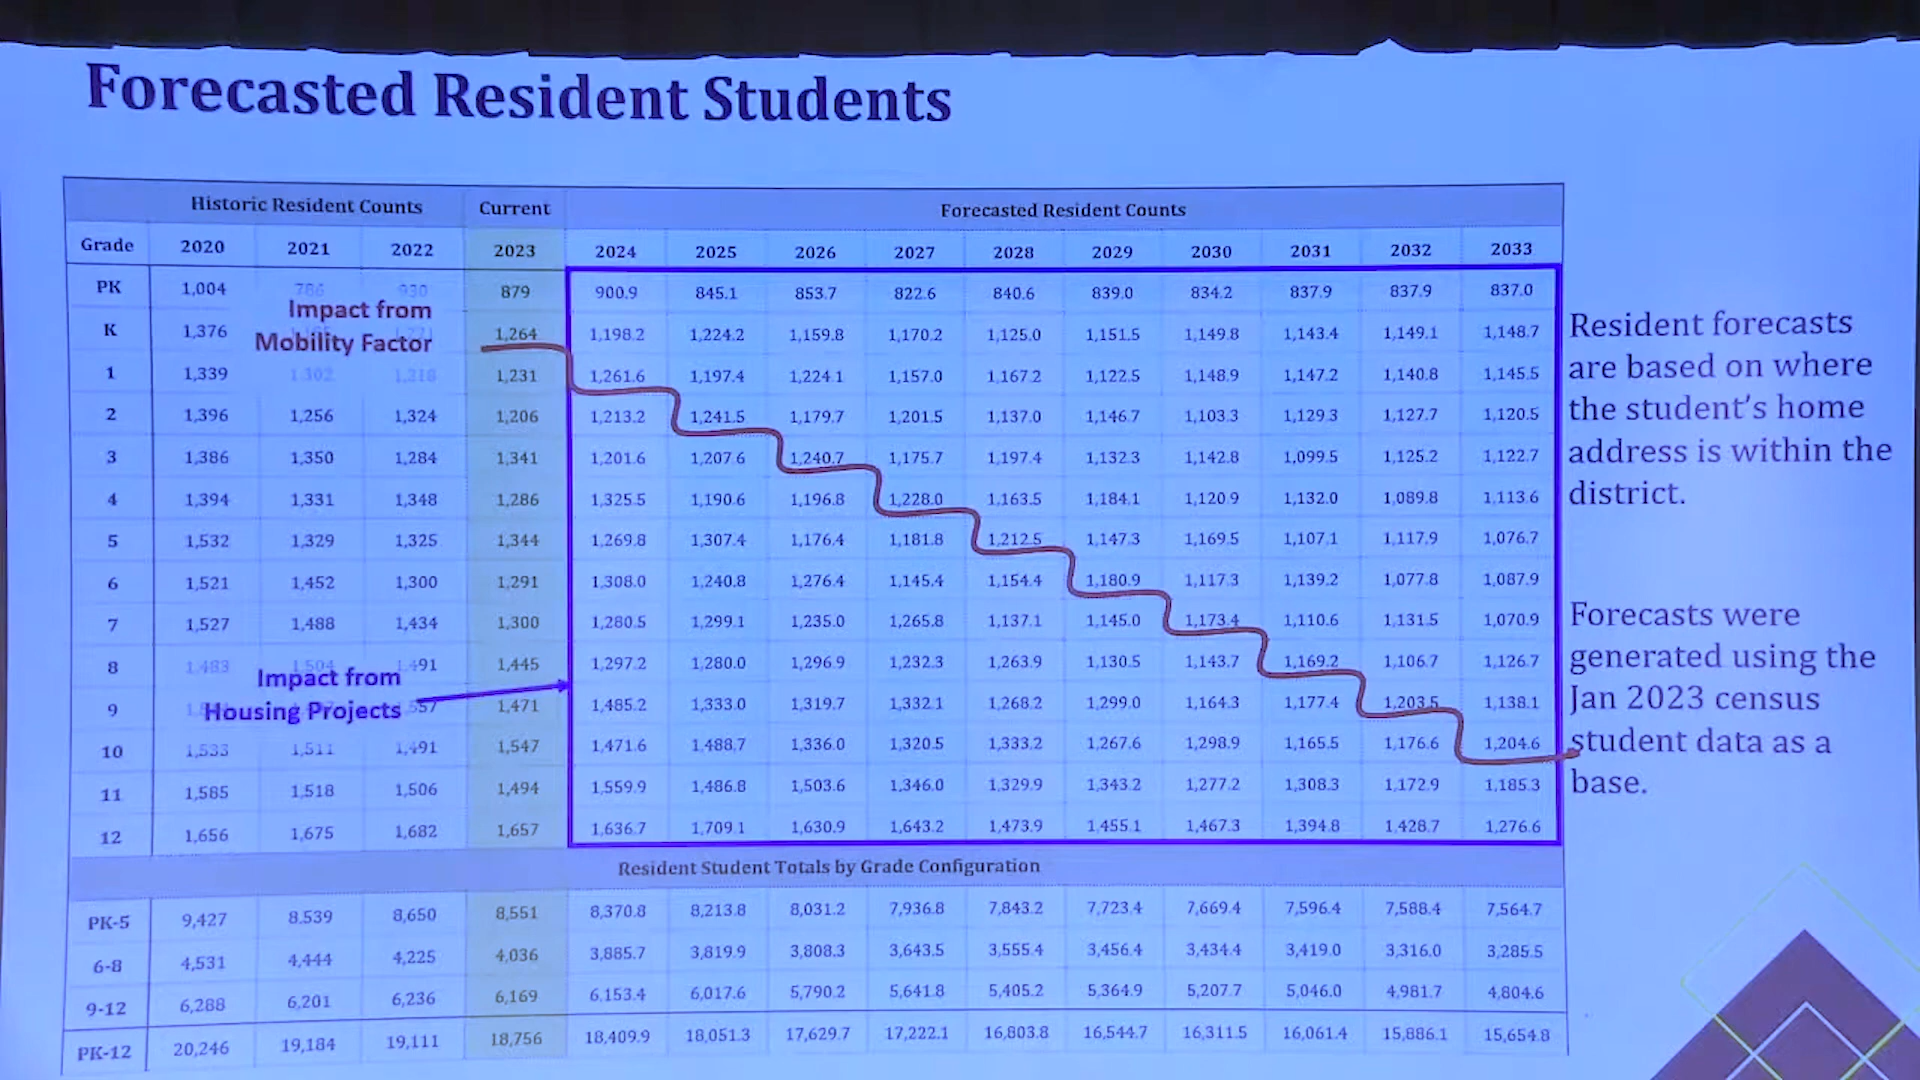 Forecasted Resident Students
Historic Resident Counts Current Forecasted Resident Counts
Grade 2020 2021 2022 2023 2024 2025 2026 2027 2028 2029 2030 2031 2032 2033
PK 1,004 786 930 879 900.9 845.1 853.7 822.6 840.6 839.0 834.2 837.9 837.9 837.0
Impact from
K 1,376 1,264 1,198.2 1,224.2 1,159.8 1,170.2 1,125.0 1,151.5 1,149.8 1,143.4 1,149.1 1,148.7
Mobility Factor
1 1,339 1,302 1,318 1,231 1,261.6 1,197.4 1,224.1 1,157.0 1,167.2 1,122.5 1,148.9 1,147.2 1,140.8 1,145.5
2 1,396 1,256 1,324 1,206 1,213.2 1,241.5 1,179.7 1,201.5 1,137.0 1,146.7 1,103.3 1,129.3 1,127.7 1,120.5
3 1,386 1,350 1,284 1,341 1,201.6 1,207.6 1,240.7 1,175.7 1,197.4 1,132.3 1,142.8 1,099.5 1,125.2 1,122.7
4 1,394 1,331 1,348 1,286 1,325.5 1,190.6 1,196.8 1,228.0 1,163.5 1,184.1 1,120.9 1,132.0 1,089.8 1,113.6
5 1,532 1,329 1,325 1,344 1,269.8 1,307.4 1,176.4 1,181.8 1,212.5 1,147.3 1,169.5 1,107.1 1,117.9 1,076.7
6 1,521 1,452 1,300 1,291 1,308.0 1,240.8 1,276.4 1,145.4 1,154.4 1,180.9 1,117.3 1,139.2 1,077.8 1,087.9
7 1,527 1,488 1,434 1,300 1,280.5 1,299.1 1,235.0 1,265.8 1,137.1 1,145.0 1,173.4 1,110.6 1,131.5 1,070.9
8 1,483 1,504 1,491 1,445 1,297.2 1,280.0 1,296.9 1,232.3 1,263.9 1,130.5 1,143.7 1,169.2 1,106.7 1,126.7
Impact from
Housing Projects
9 1,557 1,471 1,485.2 1,333.0 1,319.7 1,332.1 1,268.2 1,299.0 1,164.3 1,177.4 1,203.5 1,138.1
10 1,533 1,511 1,491 1,547 1,471.6 1,488.7 1,336.0 1,320.5 1,333.2 1,267.6 1,298.9 1,165.5 1,176.6 1,204.6
11 1,585 1,518 1,506 1,494 1,559.9 1,486.8 1,503.6 1,346.0 1,329.9 1,343.2 1,277.2 1,308.3 1,172.9 1,185.3
12 1,656 1,675 1,682 1,657 1,636.7 1,709.1 1,630.9 1,643.2 1,473.9 1,455.1 1,467.3 1,394.8 1,428.7 1,276.6
Resident Student Totals by Grade Configuration
PK-5 9,427 8.539 8,650 8,551 8,370.8 8,213.8 8,031.2 7,936.8 7,843.2 7,723.4 7,669.4 7,596.4 7,588.4 7,564.7
6-8 4,531 4,444 4,225 4,036 3,885.7 3,819.9 3,808.3 3,643.5 3,555.4 3,456.4 3,434.4 3,419.0 3,316.0 3,285.5
9-12 6,288 6,201 6,236 6,169 6.153.4 6,017.6 5,790.2 5,641.8 5,405.2 5,364.9 5,207.7 5,046.0 4,981.7 4,804.6
PK-12 20,246 19,184 19,111 18,756 18,409.9 18,051.3 17,629.7 17,222.1 16,803.8 16,544.7 16,311.5 16,061.4 15,886.1 15,654.8
Resident forecasts
are based on where
the student's home
address is within the
district.
Forecasts were
generated using the
Jan 2023 census
student data as a
base.